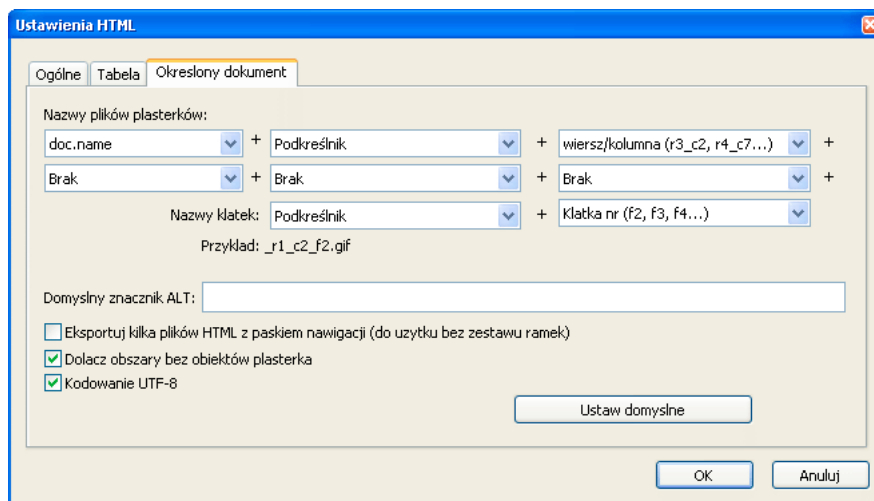 Ustawienia HTML
Ogólne Tabela Okreslony dokument
Nazwy plików plasterków:
doc.name + Podkreślnik + wiersz/kolumna (r3_c2, r4_c7...) +
Brak + Brak + Brak +
Nazwy klatek: Podkreślnik + Klatka nr (f2, f3, f4...)
Przyklad: _r1_c2_f2.gif
Domyslny znacznik ALT:
Eksportuj kilka plików HTML z paskiem nawigacji (do uzytku bez zestawu ramek)
Dolacz obszary bez obiektów plasterka
Kodowanie UTF-8
Ustaw domyslne
OK Anuluj